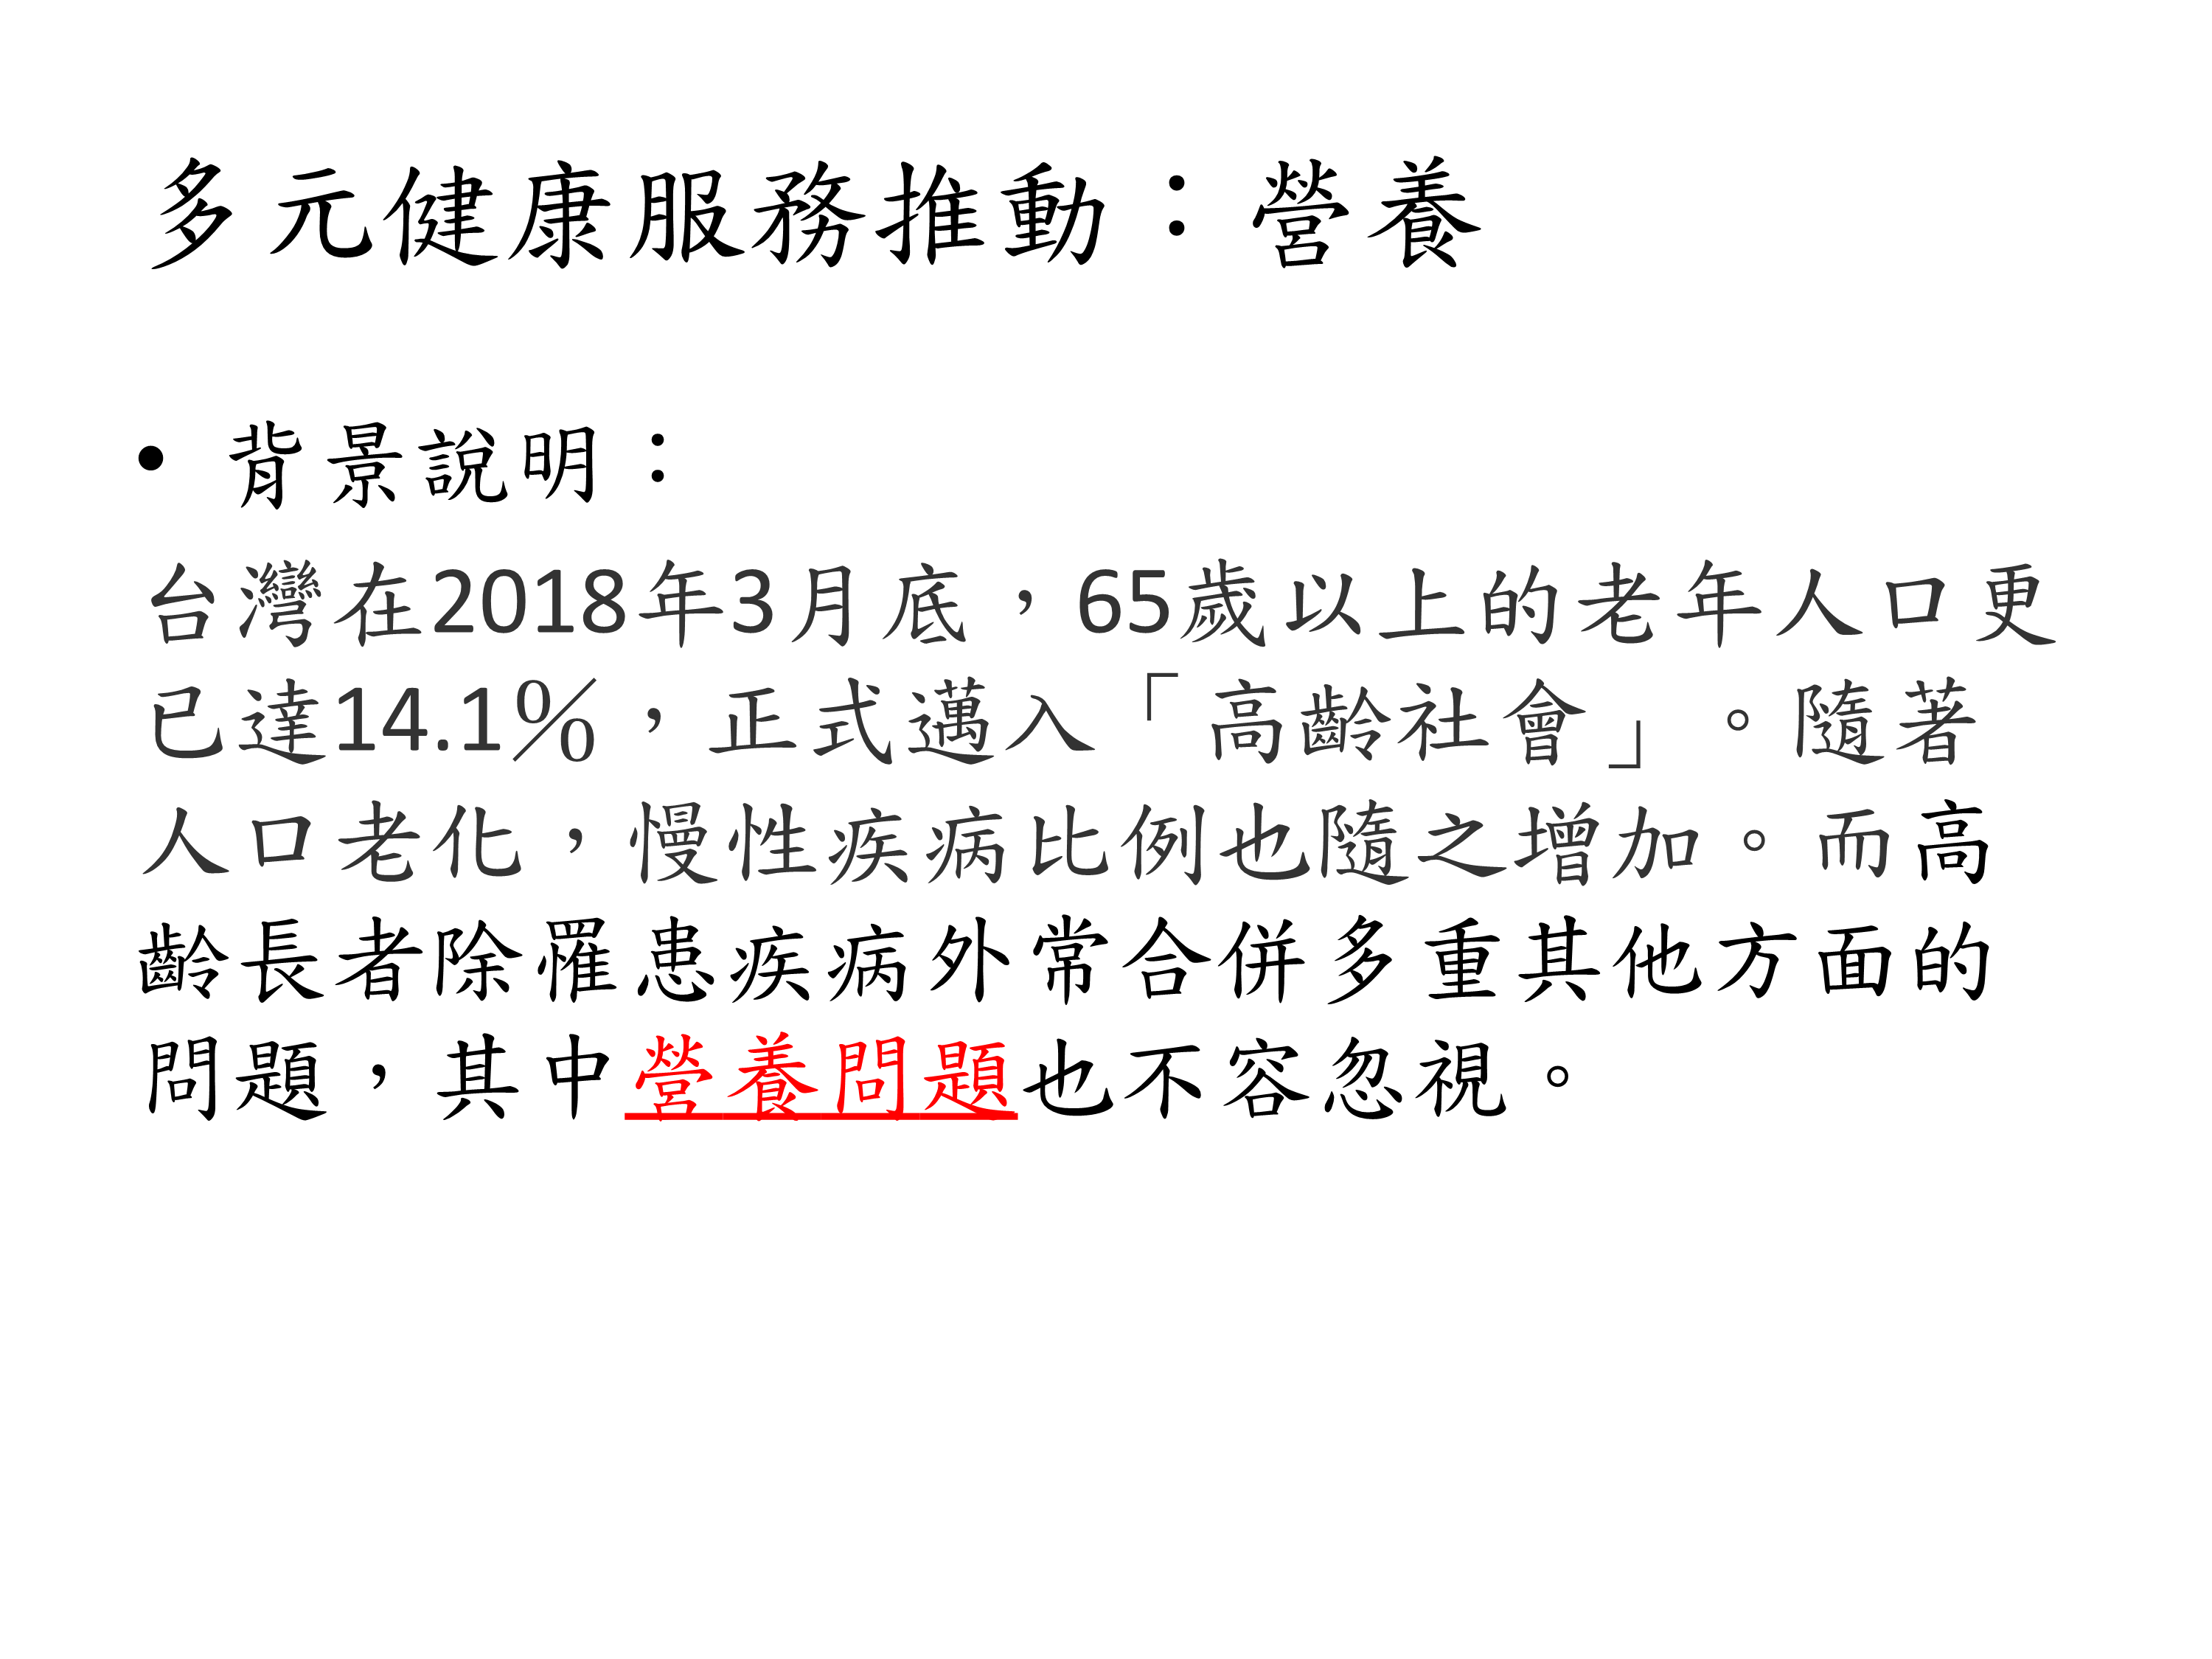 多元健康服務推動：營養
• 背景說明：
台灣在2018年3月底，65歲以上的老年人口更
已達14.1％，正式邁入「高齡社會」。隨著
人口老化，慢性疾病比例也隨之增加。而高
齡長者除罹患疾病外常合併多重其他方面的
問題，其中營養問題也不容忽視。